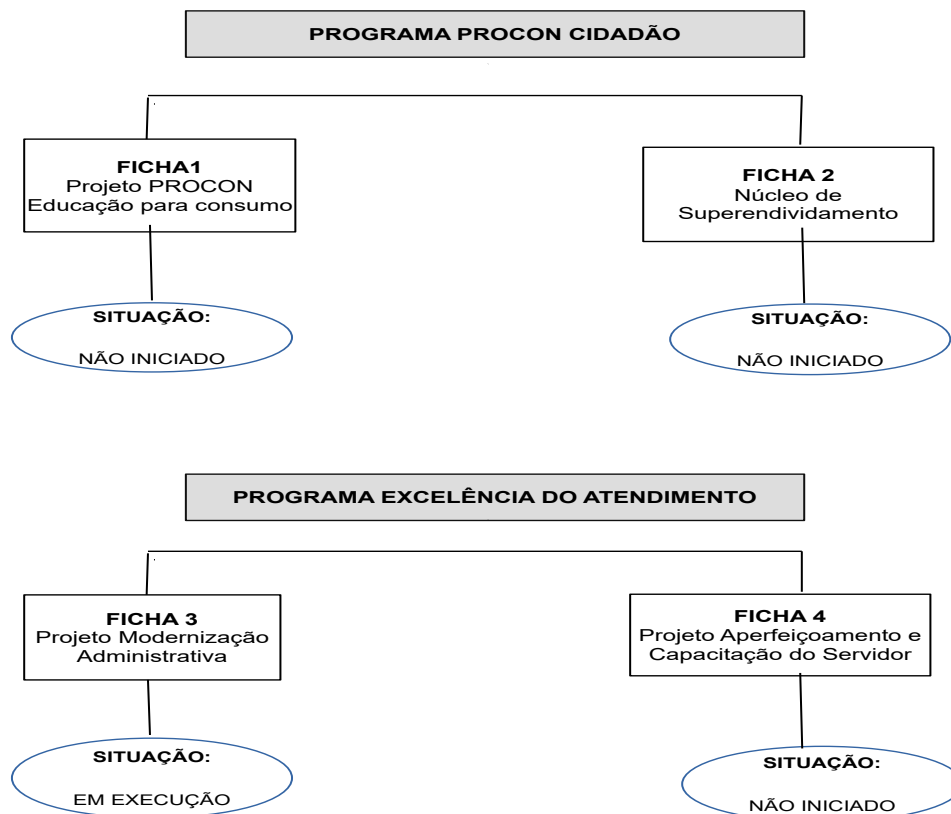 PROGRAMA PROCON CIDADÃO
FICHA1
Projeto PROCON
Educação para consumo
FICHA 2
Núcleo de
Superendividamento
SITUAÇÃO:
NÃO INICIADO
SITUAÇÃO:
NÃO INICIADO
PROGRAMA EXCELÊNCIA DO ATENDIMENTO
FICHA 3
Projeto Modernização
Administrativa
FICHA 4
Projeto Aperfeiçoamento e
Capacitação do Servidor
SITUAÇÃO:
EM EXECUÇÃO
SITUAÇÃO:
NÃO INICIADO